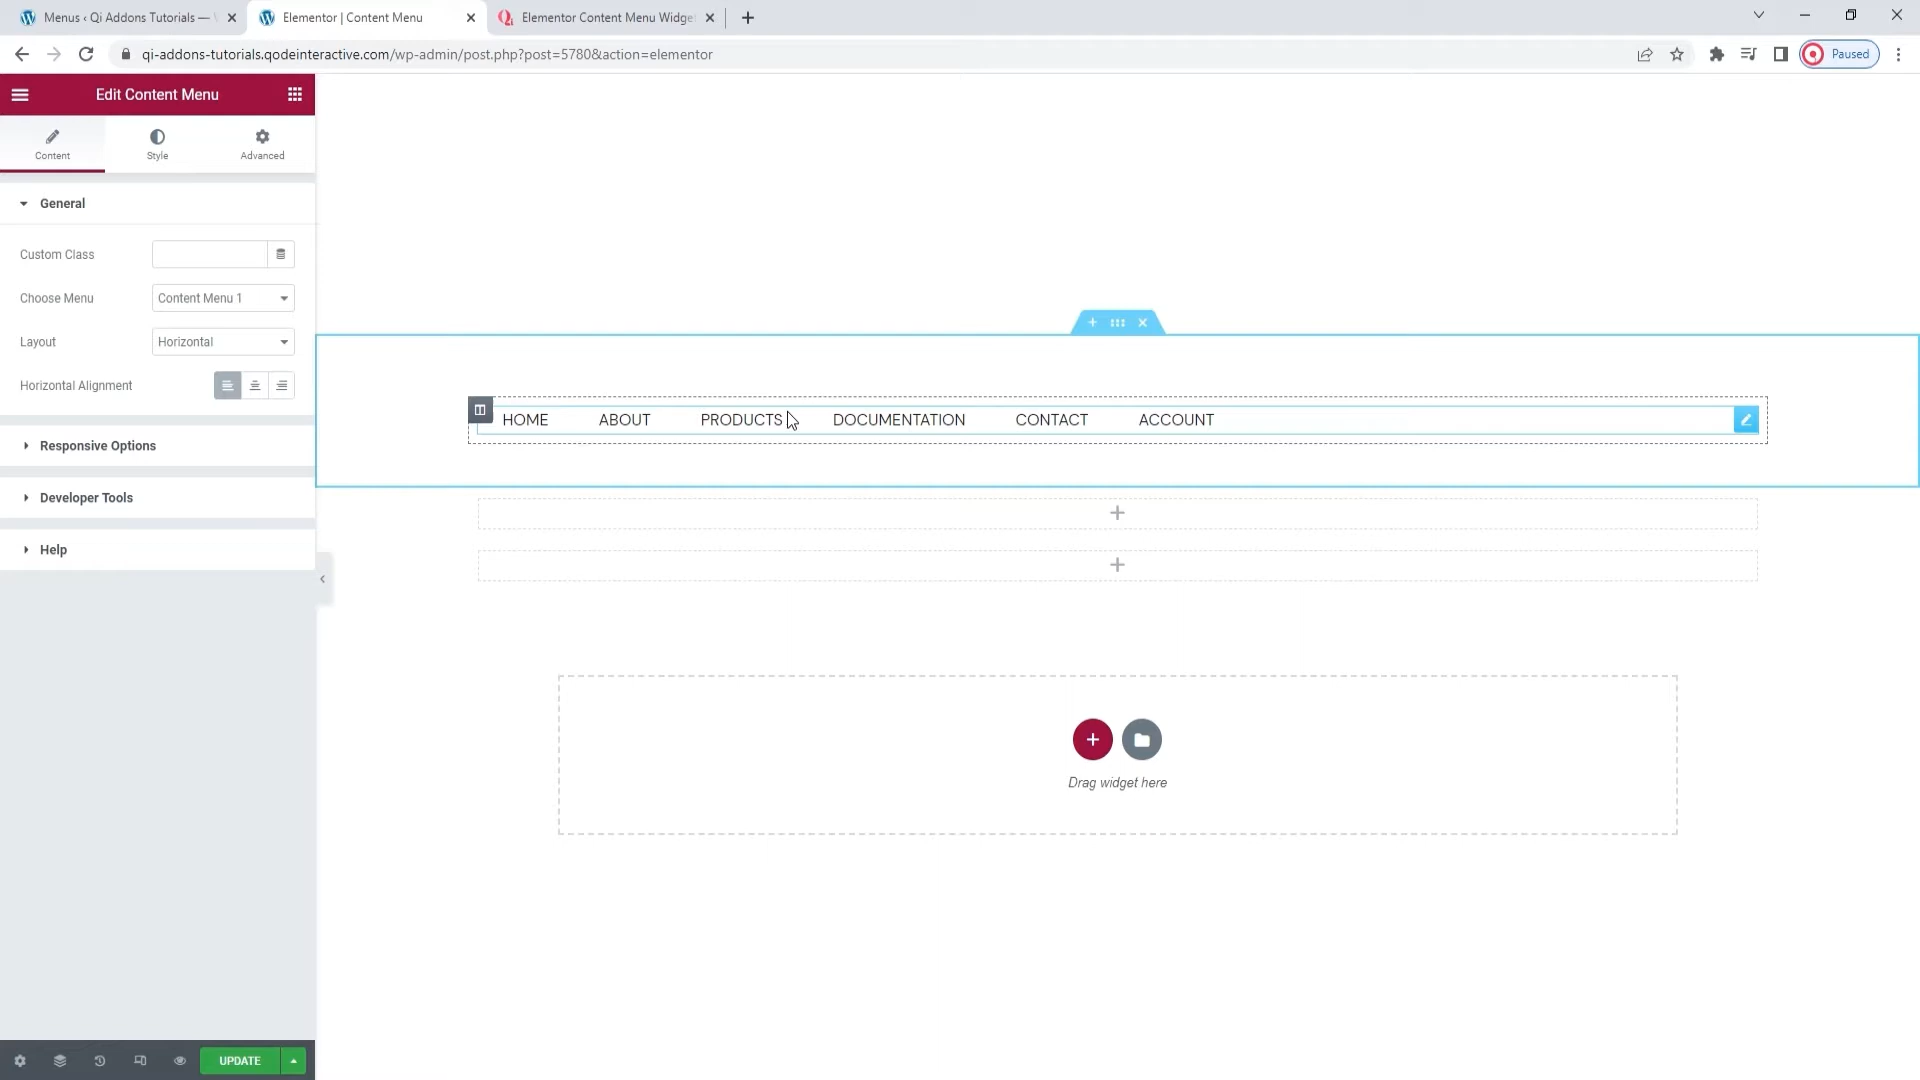 Menus ‹ Qi Addons Tutorials —
Elementor | Content Menu
Elementor Content Menu Widge
qi-addons-tutorials.qodeinteractive.com/wp-admin/post.php?post=5780&action=elementor
Paused
Edit Content Menu
Content
Style
Advanced
General
Custom Class
Choose Menu
Content Menu 1
Layout
Horizontal
Horizontal Alignment
Responsive Options
Developer Tools
Help
HOME
ABOUT
PRODUCTS
DOCUMENTATION
CONTACT
ACCOUNT
Drag widget here
UPDATE